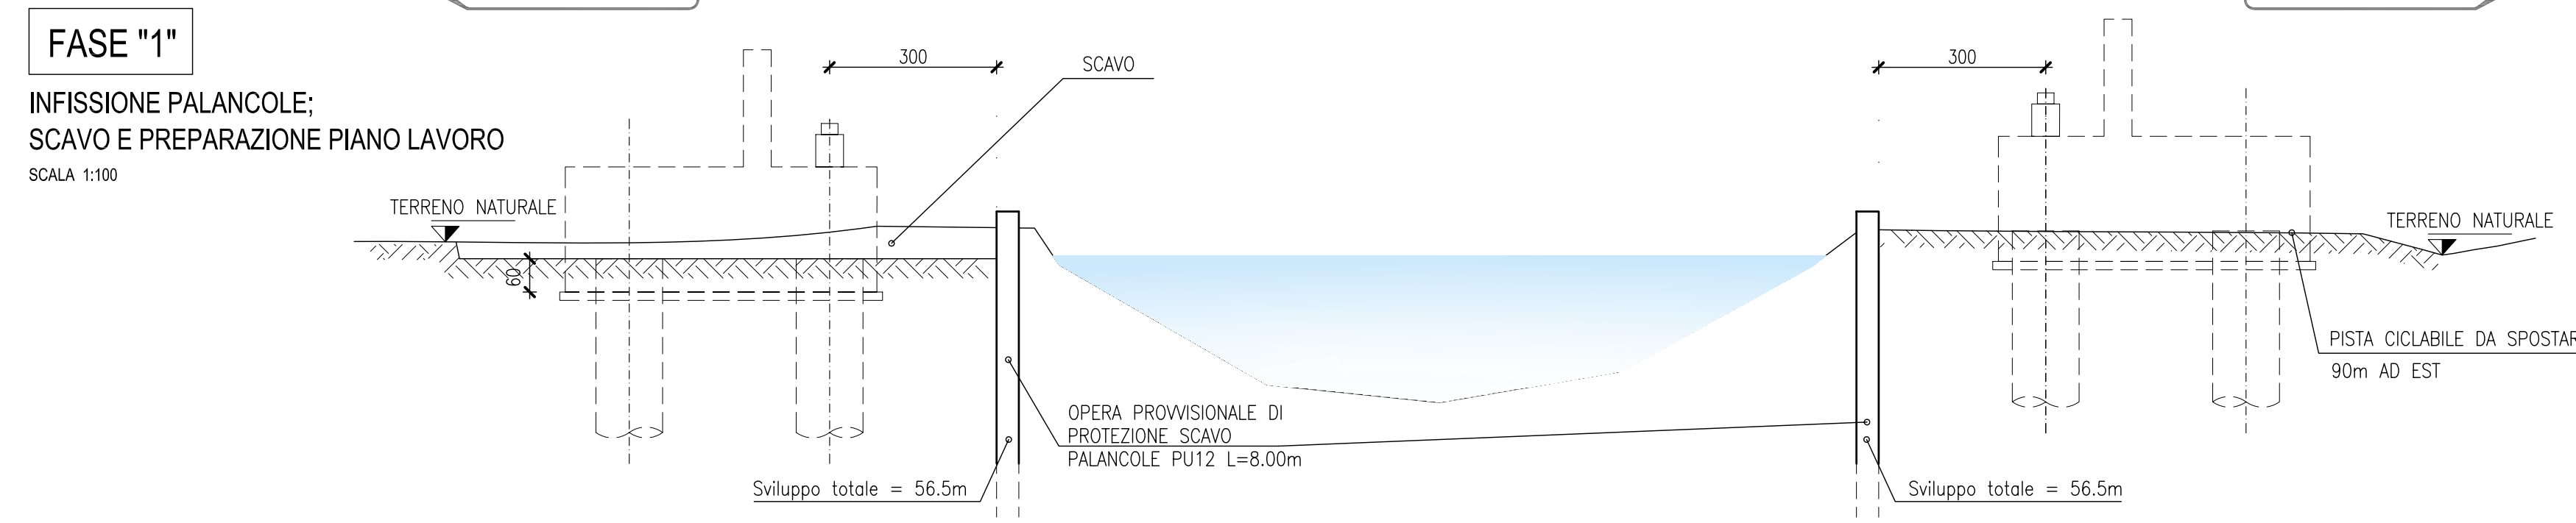 FASE "1"
INFISSIONE PALANCOLE;
SCAVO E PREPARAZIONE PIANO LAVORO
SCALA 1:100
300
SCAVO
300
TERRENO NATURALE
TERRENO NATURALE
60
PISTA CICLABILE DA SPOSTAR
90m AD EST
OPERA PROVVISIONALE DI
PROTEZIONE SCAVO
PALANCOLE PU12 L=8.00m
Sviluppo totale = 56.5m
Sviluppo totale = 56.5m